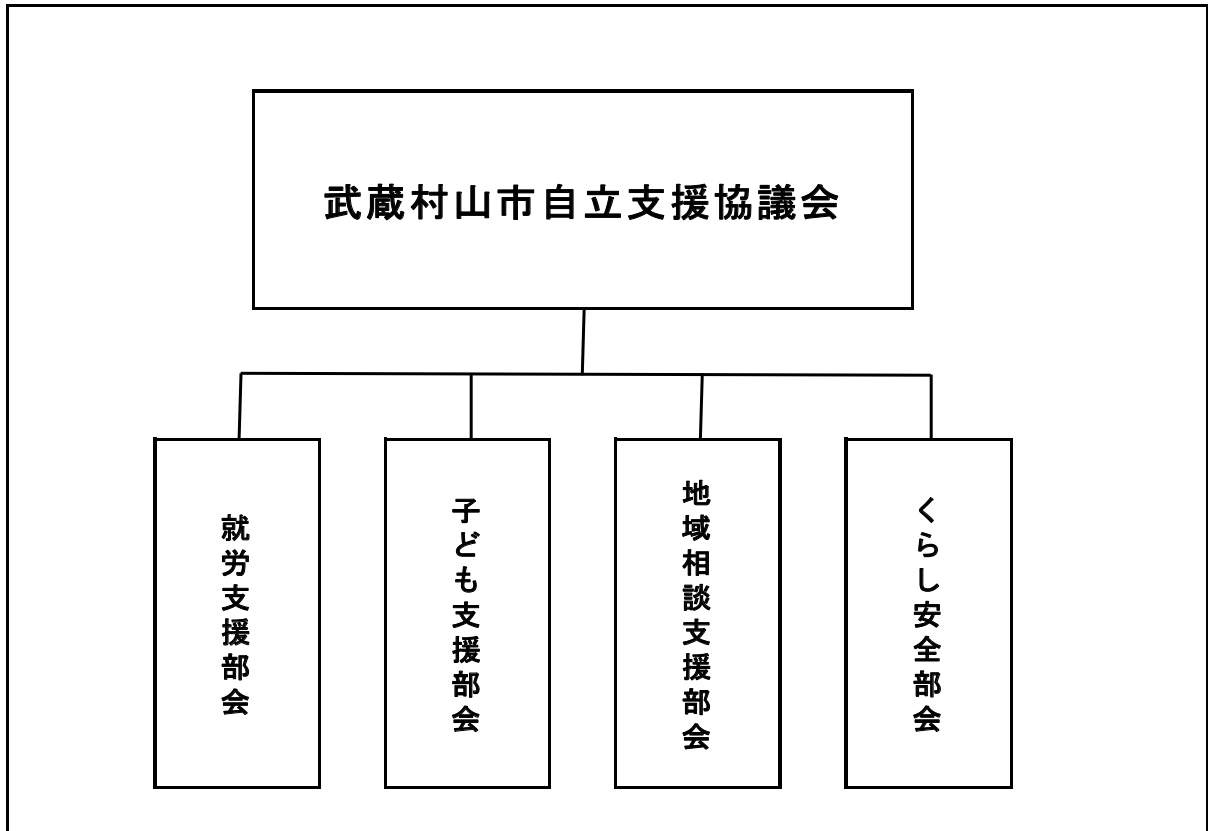 武蔵村山市自立支援協議会
就労支援部会
子ども支援部会
地域相談支援部会
くらし安全部会